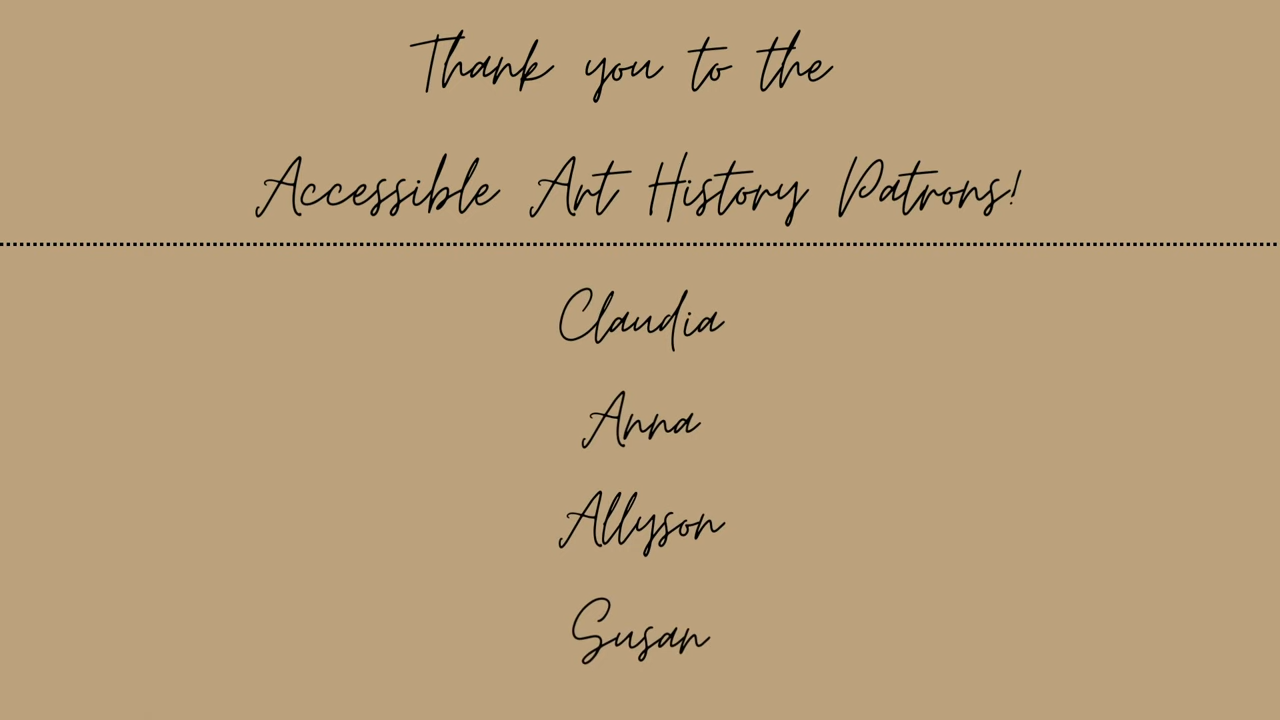 Thank you to the
Accessible Art History Patrons!
Claudia
Anna
Allyson
Susan